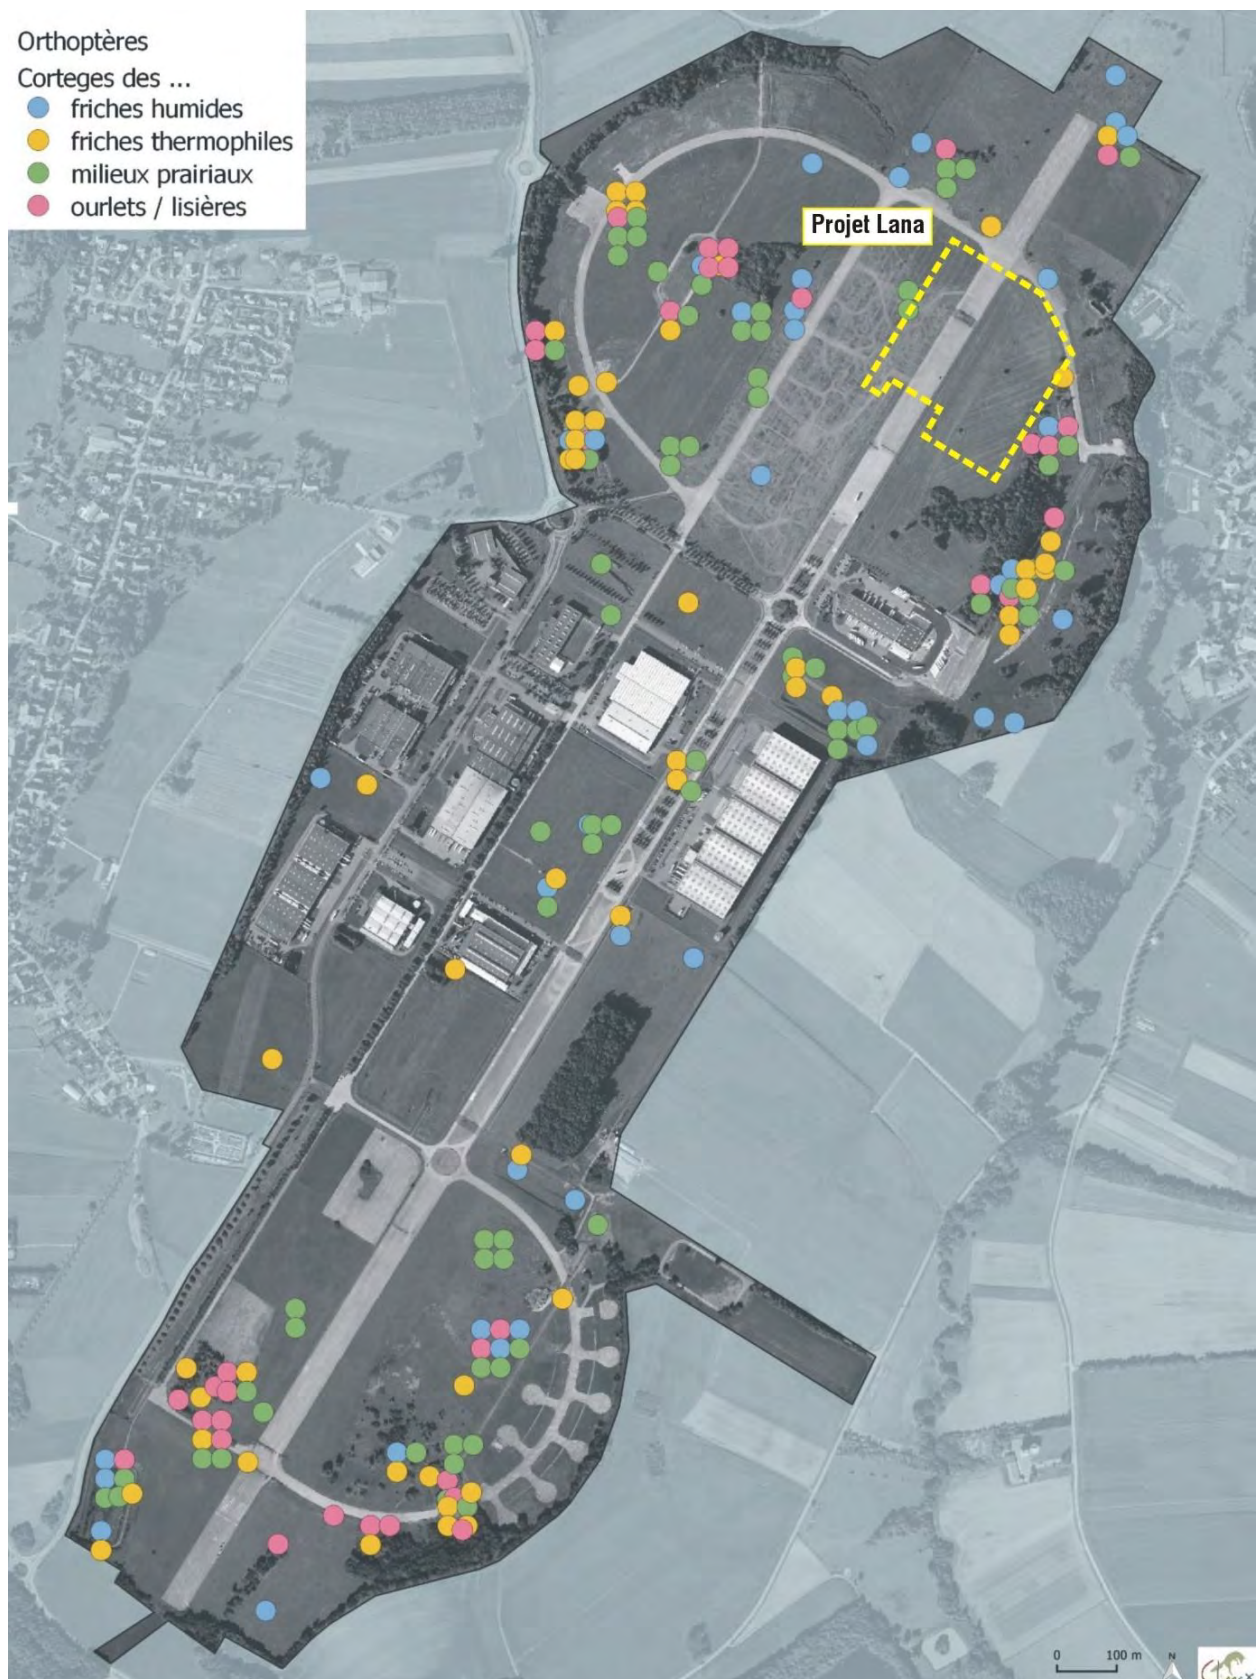 Orthoptères
Corteges des ...
friches humides
friches thermophiles
milieux prairiaux
ourlets / lisières
Projet Lana
0 100 m
N